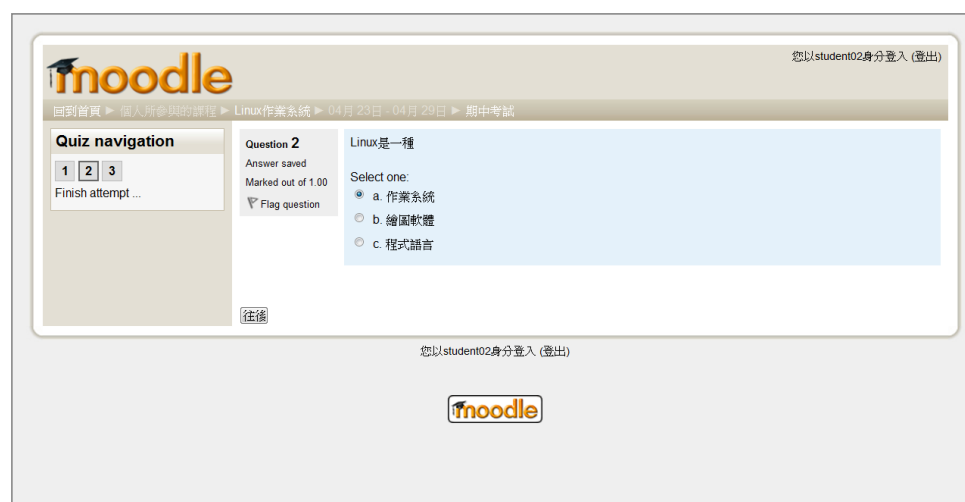 moodle
您以student02身分登入 (登出)
回到首頁 ► 個人所參與的課程 ► Linux作業系統 ► 04月 23日 - 04月 29日 ► 期中考試
Quiz navigation
1 2 3
Finish attempt ...
Question 2
Answer saved
Marked out of 1.00
Flag question
Linux是一種
Select one:
a. 作業系統
b. 繪圖軟體
c. 程式語言
往後
您以student02身分登入 (登出)
moodle